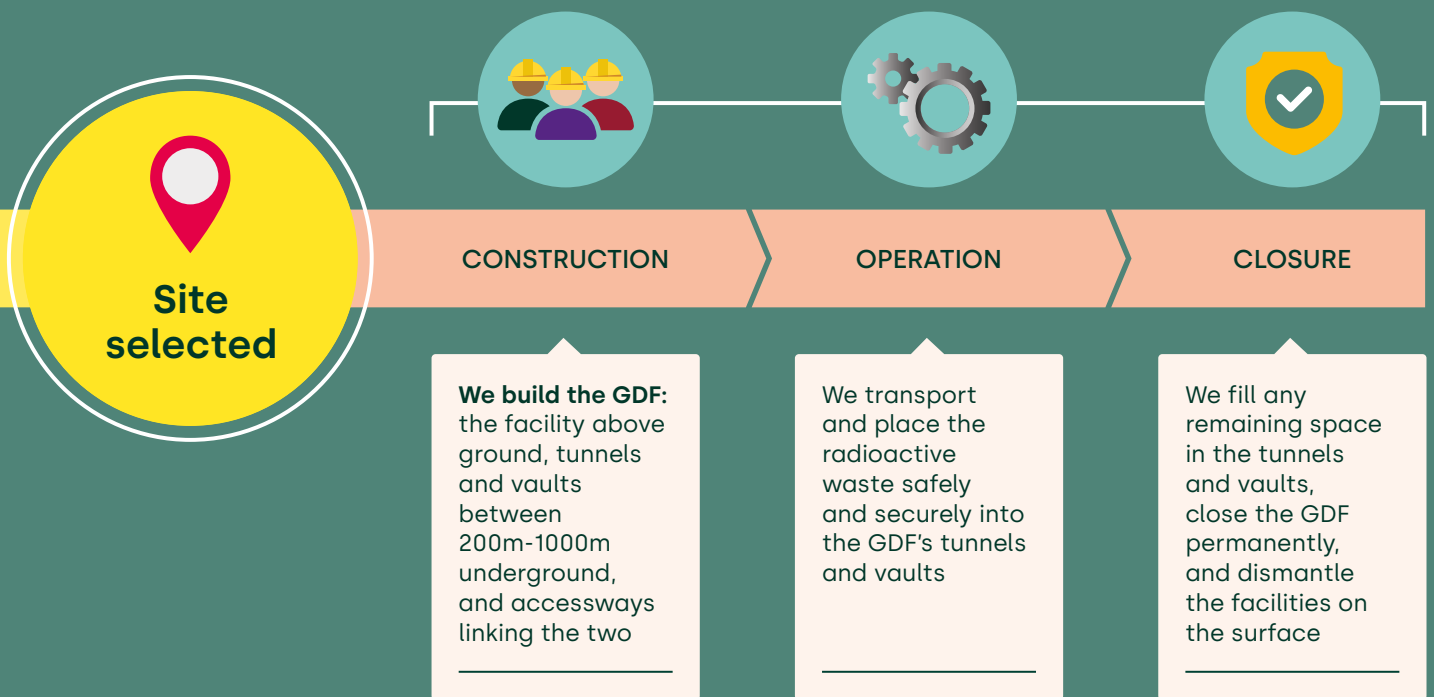 Site
selected
CONSTRUCTION
OPERATION
CLOSURE
We build the GDF:
the facility above
ground, tunnels
and vaults
between
200m-1000m
underground,
and accessways
linking the two
We transport
and place the
radioactive
waste safely
and securely into
the GDF’s tunnels
and vaults
We fill any
remaining space
in the tunnels
and vaults,
close the GDF
permanently,
and dismantle
the facilities on
the surface